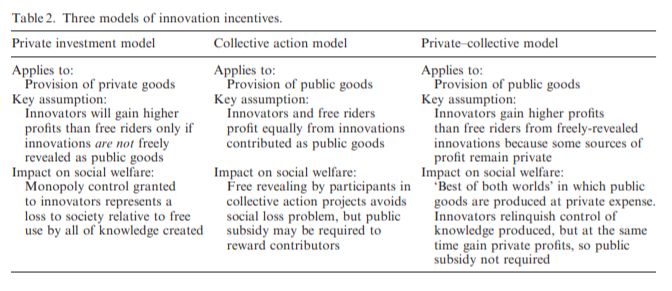 Table 2. Three models of innovation incentives.
Private investment model Collective action model Private–collective model
Applies to:
Provision of private goods
Key assumption:
Innovators will gain higher
profits than free riders only if
innovations are not freely
revealed as public goods
Impact on social welfare:
Monopoly control granted
to innovators represents a
loss to society relative to free
use by all of knowledge created
Applies to:
Provision of public goods
Key assumption:
Innovators and free riders
profit equally from innovations
contributed as public goods
Impact on social welfare:
Free revealing by participants in
collective action projects avoids
social loss problem, but public
subsidy may be required to
reward contributors
Applies to:
Provision of public goods
Key assumption:
Innovators gain higher profits
than free riders from freely-revealed
innovations because some sources of
profit remain private
Impact on social welfare:
‘Best of both worlds’ in which public
goods are produced at private expense.
Innovators relinquish control of
knowledge produced, but at the same
time gain private profits, so public
subsidy not required